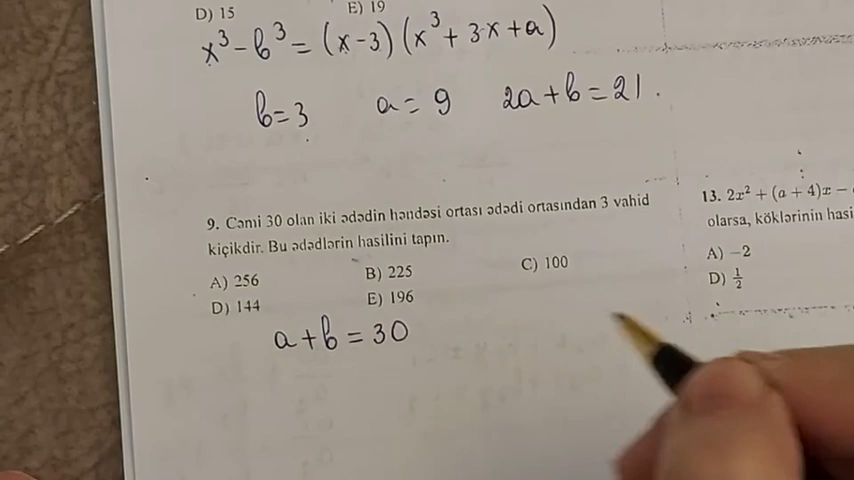 D) 15 E) 19
x³ - b³ = (x-3)(x³ + 3·x + a)
b=3 a=9 2a+b=21.
9. Cəmi 30 olan iki ədədin həndəsi ortası ədədi ortasından 3 vahid
kiçikdir. Bu ədədlərin hasilini tapın.
A) 256 B) 225 C) 100
D) 144 E) 196
a+b=30
13. 2x² + (a + 4)x −
olarsa, köklərinin hasi
A) −2
D) 1/2